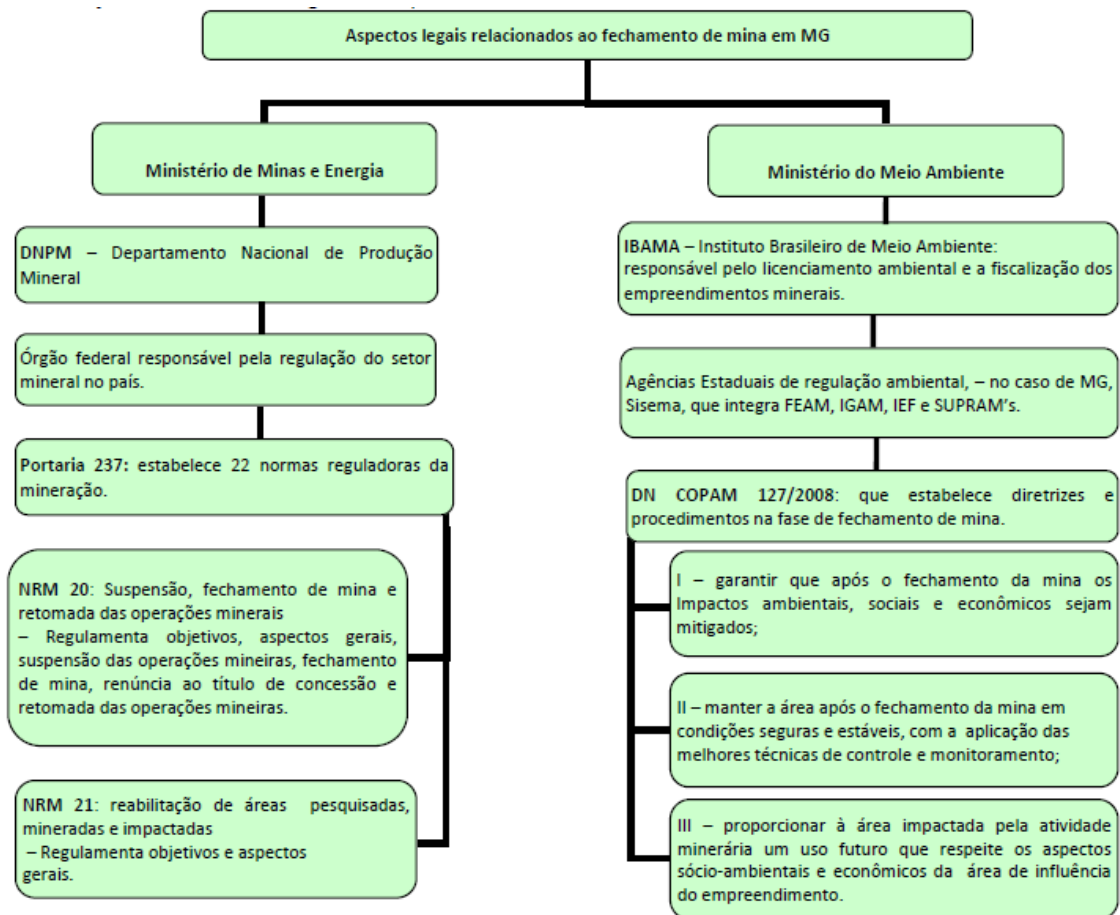 Aspectos legais relacionados ao fechamento de mina em MG
Ministério de Minas e Energia
DNPM – Departamento Nacional de Produção
Mineral
Órgão federal responsável pela regulação do setor
mineral no país.
Portaria 237: estabelece 22 normas reguladoras da
mineração.
NRM 20: Suspensão, fechamento de mina e
retomada das operações minerais
– Regulamenta objetivos, aspectos gerais,
suspensão das operações mineiras, fechamento
de mina, renúncia ao título de concessão e
retomada das operações mineiras.
NRM 21: reabilitação de áreas pesquisadas,
mineradas e impactadas
– Regulamenta objetivos e aspectos
gerais.
Ministério do Meio Ambiente
IBAMA – Instituto Brasileiro de Meio Ambiente:
responsável pelo licenciamento ambiental e a fiscalização dos
empreendimentos minerais.
Agências Estaduais de regulação ambiental, – no caso de MG,
Sisema, que integra FEAM, IGAM, IEF e SUPRAM's.
DN COPAM 127/2008: que estabelece diretrizes e
procedimentos na fase de fechamento de mina.
I – garantir que após o fechamento da mina os
Impactos ambientais, sociais e econômicos sejam
mitigados;
II – manter a área após o fechamento da mina em
condições seguras e estáveis, com a aplicação das
melhores técnicas de controle e monitoramento;
III – proporcionar à área impactada pela atividade
minerária um uso futuro que respeite os aspectos
sócio-ambientais e econômicos da área de influência
do empreendimento.